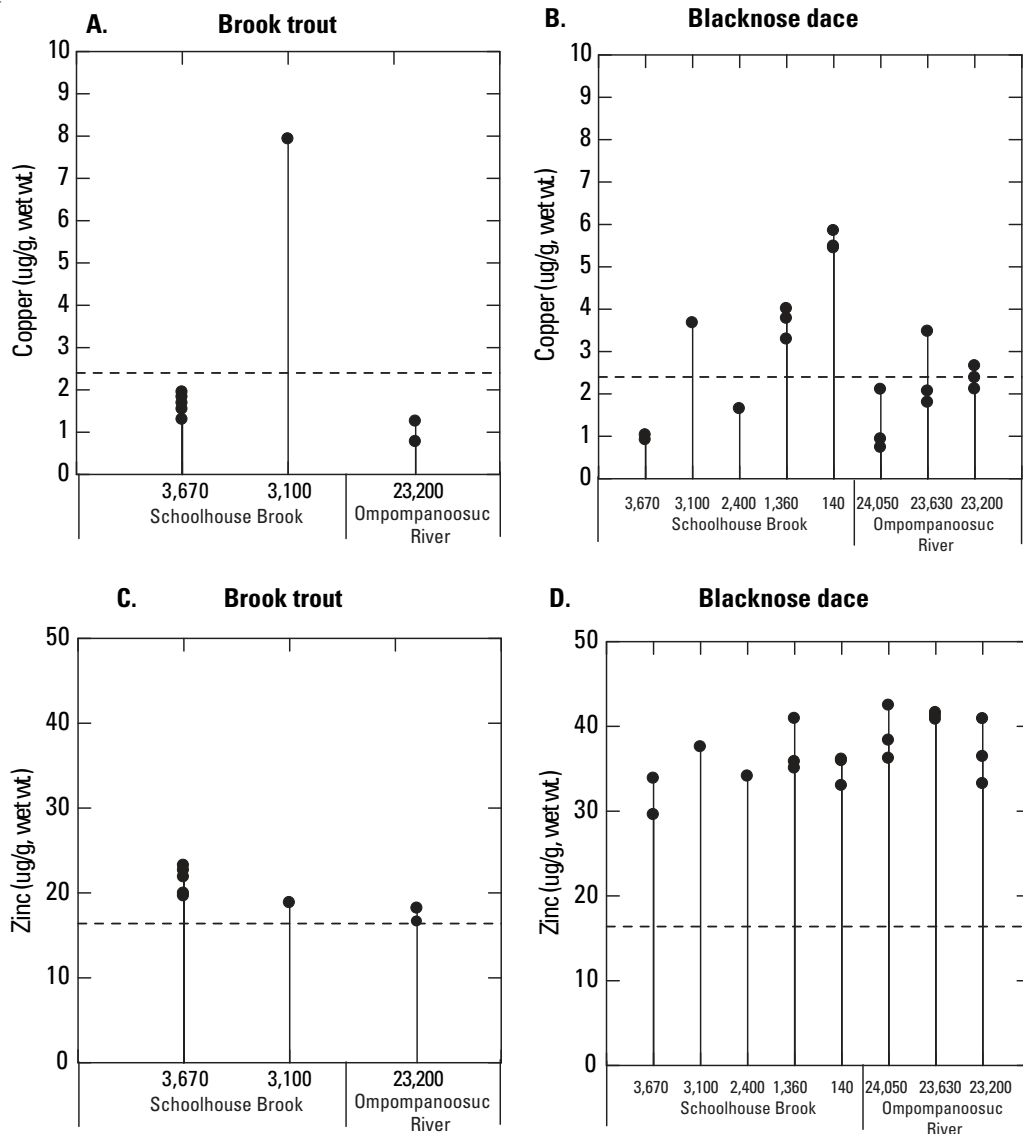 A. Brook trout
10
9
8
7
6
5
4
3
2
1
0
Copper (ug/g, wet wt.)
3,670 3,100 23,200
Schoolhouse Brook Ompompanoosuc
River
B. Blacknose dace
10
9
8
7
6
5
4
3
2
1
0
Copper (ug/g, wet wt.)
3,670 3,100 2,400 1,360 140 24,050 23,630 23,200
Schoolhouse Brook Ompompanoosuc
River
C. Brook trout
50
40
30
20
10
0
Zinc (ug/g, wet wt.)
3,670 3,100 23,200
Schoolhouse Brook Ompompanoosuc
River
D. Blacknose dace
50
40
30
20
10
0
Zinc (ug/g, wet wt.)
3,670 3,100 2,400 1,360 140 24,050 23,630 23,200
Schoolhouse Brook Ompompanoosuc
River